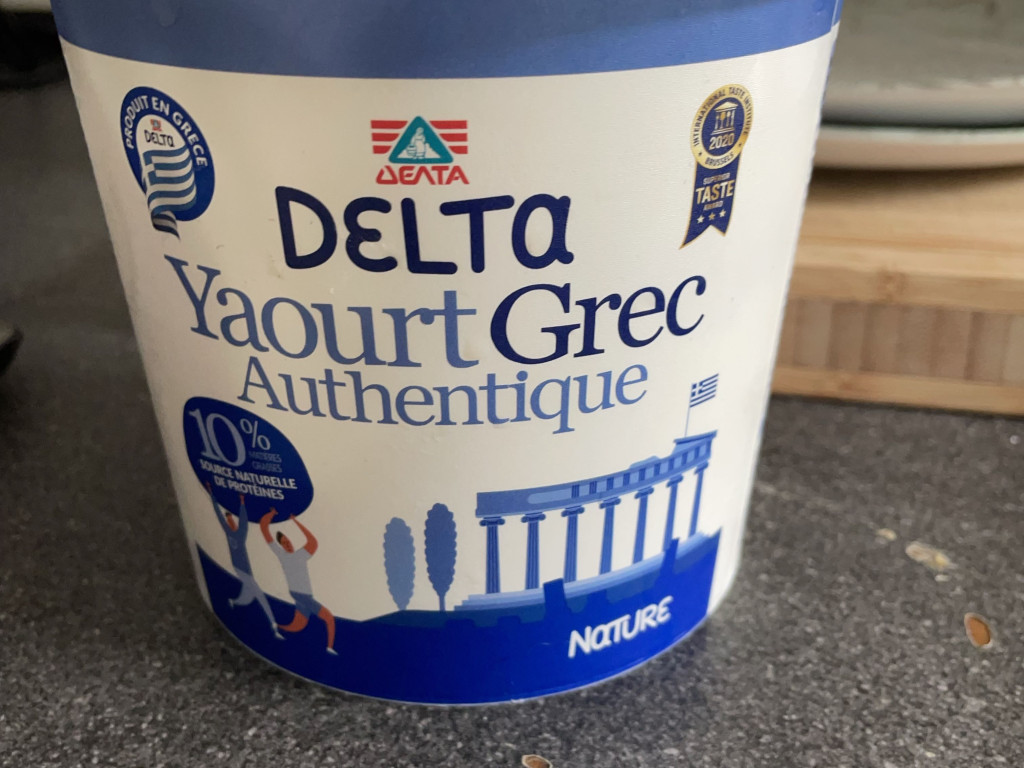 PRODUIT EN GRÈCE
DELTA
ΔΕΛΤΑ
INTERNATIONAL TASTE INSTITUTE
2020
BRUSSELS
SUPERIOR
TASTE
AWARD
DELTA
Yaourt Grec
Authentique
10%
MATIÈRES
GRASSES
SOURCE NATURELLE
DE PROTÉINES
NATURE